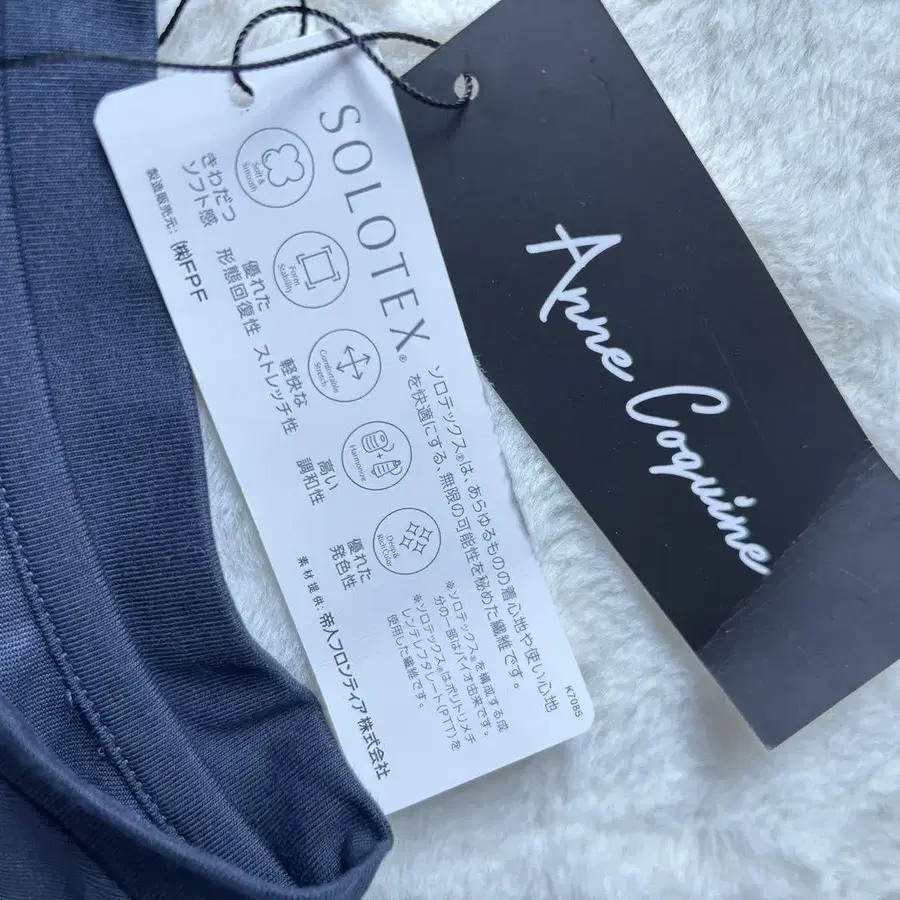 SOLOTEX®
Soft &
Smooth
きわだつ
ソフト感
Form
Stability
優れた
形態回復性
Comfortable
Stretch
軽快な
ストレッチ性
Harmonize
高い
調和性
Deep &
Rich Color
優れた
発色性
ソロテックス®は、あらゆるものの着心地や使い心地
を快適にする、無限の可能性を秘めた繊維です。
※ソロテックス®を構成する成
分の一部はバイオ由来です。
※ソロテックス®はポリトリメチ
レンテレフタレート(PTT)を
使用した繊維です。
製造販売元:(株)FPF
素材提供:帝人フロンティア株式会社
K7085
Anne Coquine